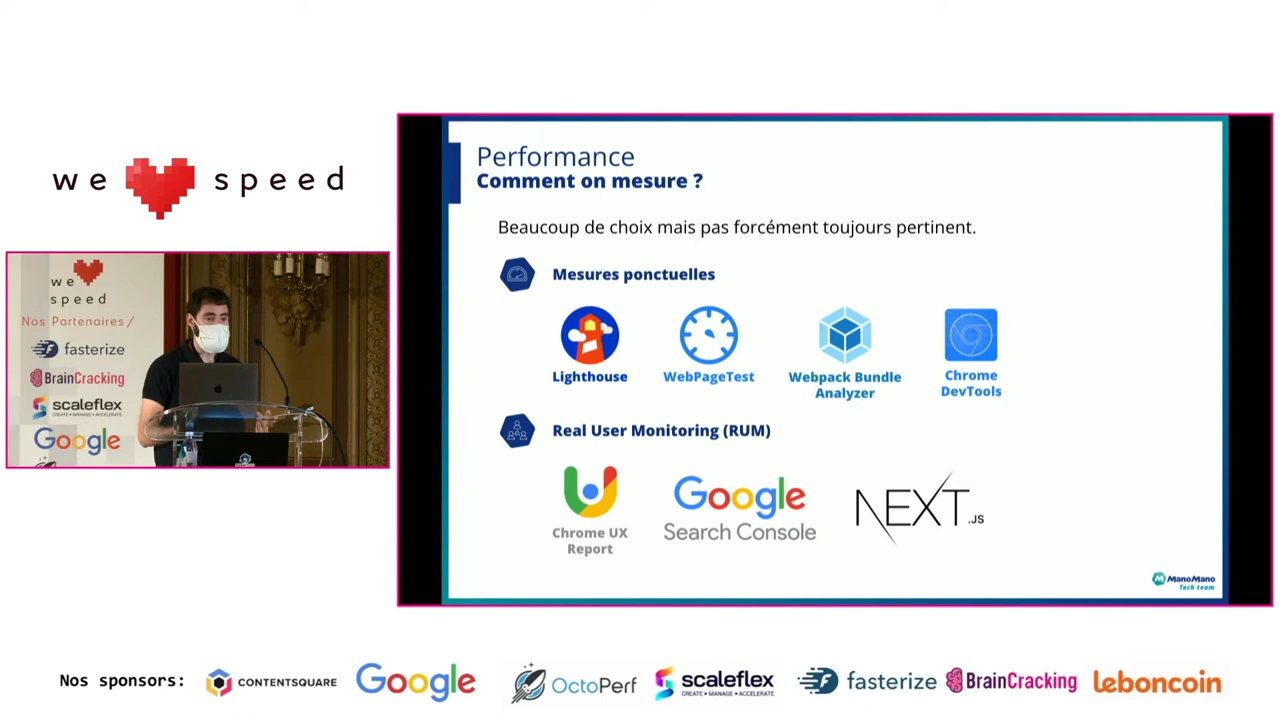 we speed
we
speed
Nos Partenaires/
fasterize
BrainCracking
scaleflex
CREATE • MANAGE • ACCELERATE
Google
Performance
Comment on mesure ?
Beaucoup de choix mais pas forcément toujours pertinent.
Mesures ponctuelles
Lighthouse
WebPageTest
Webpack Bundle
Analyzer
Chrome
DevTools
Real User Monitoring (RUM)
Chrome UX
Report
Google
Search Console
NEXT.JS
ManoMano
Tech team
Nos sponsors:
CONTENTSQUARE
Google
OctoPerf
scaleflex
CREATE • MANAGE • ACCELERATE
fasterize
BrainCracking
leboncoin